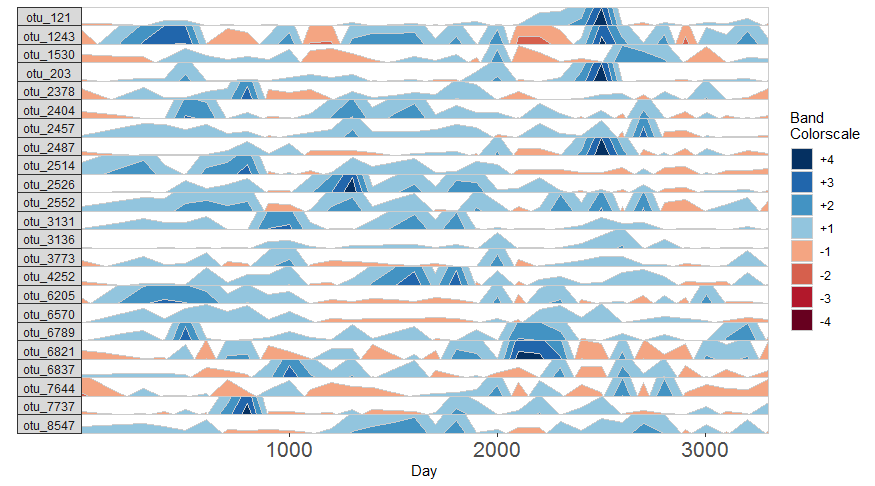 otu_121
otu_1243
otu_1530
otu_203
otu_2378
otu_2404
otu_2457
otu_2487
otu_2514
otu_2526
otu_2552
otu_3131
otu_3136
otu_3773
otu_4252
otu_6205
otu_6570
otu_6789
otu_6821
otu_6837
otu_7644
otu_7737
otu_8547
1000 2000 3000
Day
Band
Colorscale
+4
+3
+2
+1
-1
-2
-3
-4